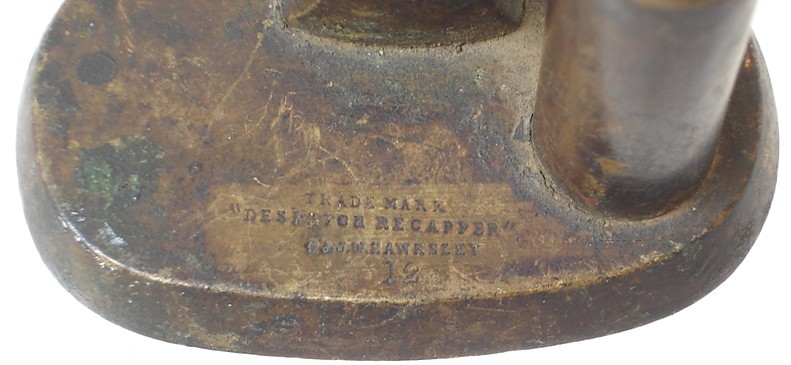 TRADE MARK
"DESPATCH RECAPPER"
G & J.W. HAWKSLEY
12